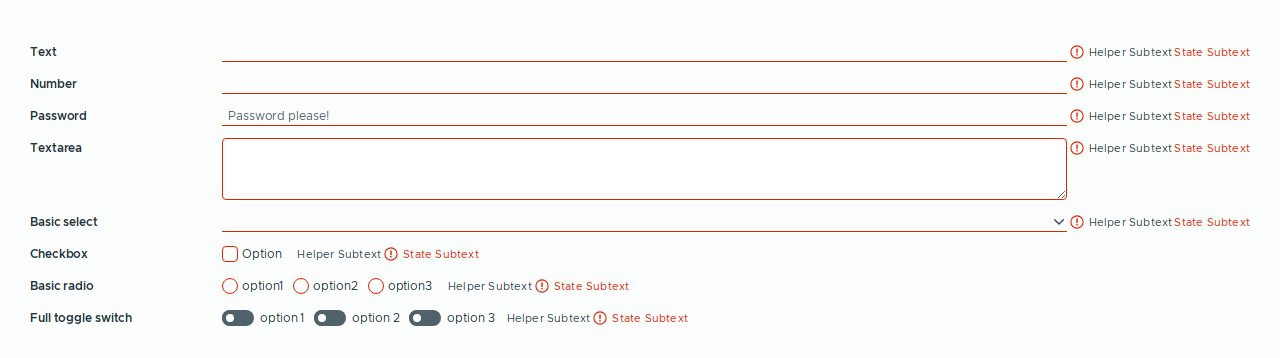 Text Helper Subtext State Subtext
Number Helper Subtext State Subtext
Password Password please! Helper Subtext State Subtext
Textarea Helper Subtext State Subtext
Basic select Helper Subtext State Subtext
Checkbox Option Helper Subtext State Subtext
Basic radio option1 option2 option3 Helper Subtext State Subtext
Full toggle switch option 1 option 2 option 3 Helper Subtext State Subtext